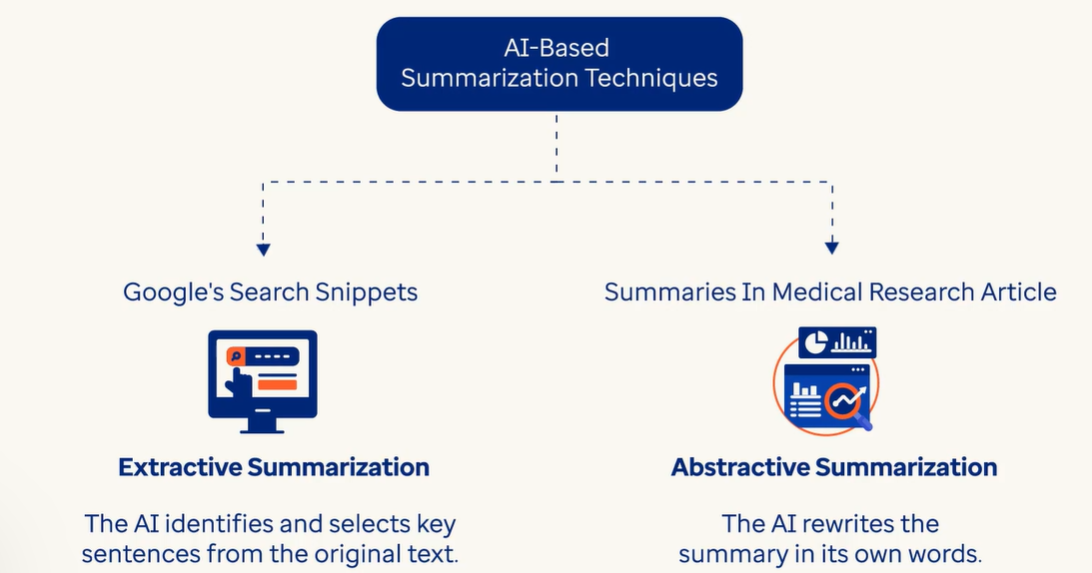 AI-Based
Summarization Techniques
Google's Search Snippets
Summaries In Medical Research Article
Extractive Summarization
Abstractive Summarization
The AI identifies and selects key
sentences from the original text.
The AI rewrites the
summary in its own words.